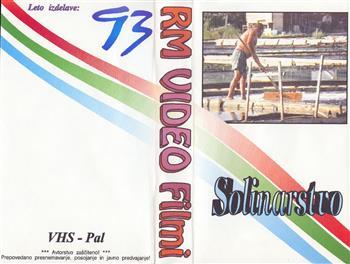 Leto izdelave:
93
VHS - Pal
*** Avtorstvo zaščiteno! ***
Prepovedano presnemavanje, posojanje in javno predvajanje!
RM VIDEO Filmi
Solinarstvo